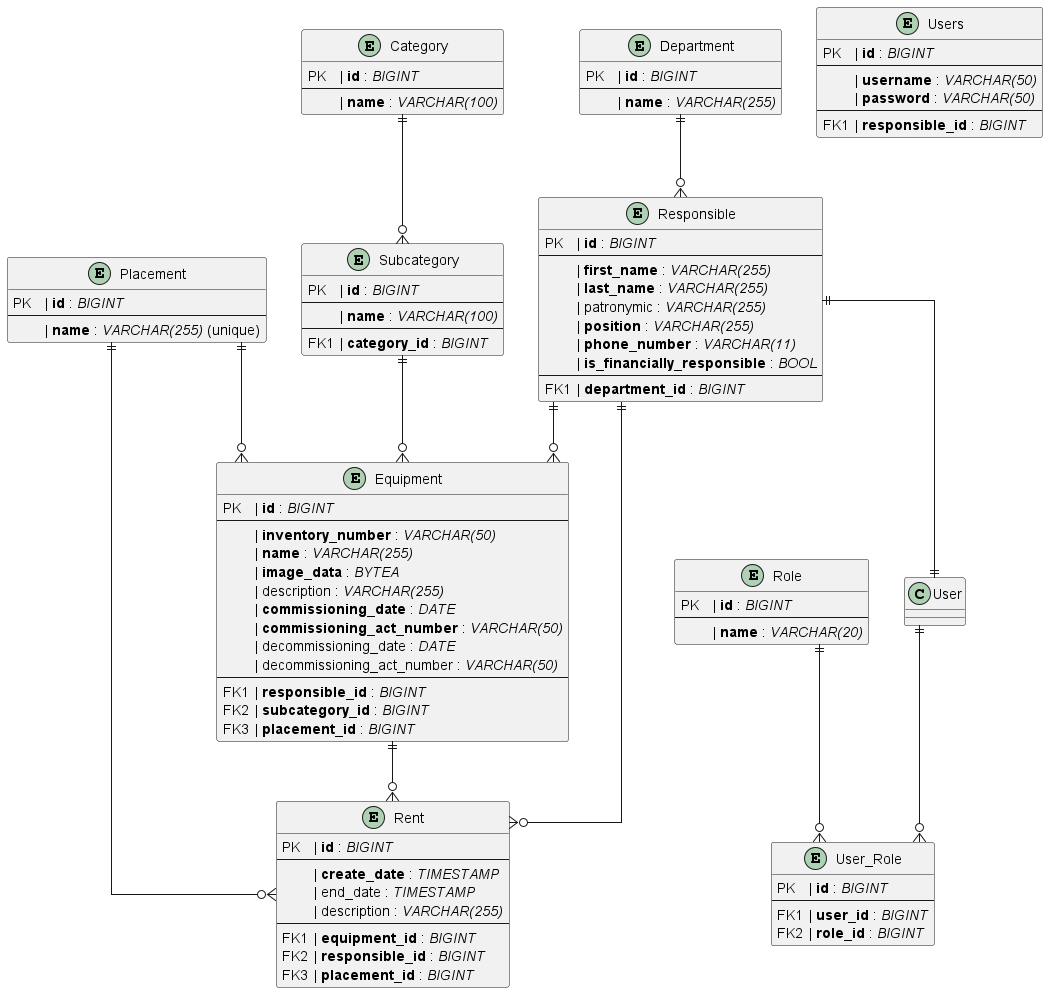 E Category
PK | id : BIGINT
| name : VARCHAR(100)
E Department
PK | id : BIGINT
| name : VARCHAR(255)
E Users
PK | id : BIGINT
| username : VARCHAR(50)
| password : VARCHAR(50)
FK1 | responsible_id : BIGINT
E Placement
PK | id : BIGINT
| name : VARCHAR(255) (unique)
E Subcategory
PK | id : BIGINT
| name : VARCHAR(100)
FK1 | category_id : BIGINT
E Responsible
PK | id : BIGINT
| first_name : VARCHAR(255)
| last_name : VARCHAR(255)
| patronymic : VARCHAR(255)
| position : VARCHAR(255)
| phone_number : VARCHAR(11)
| is_financially_responsible : BOOL
FK1 | department_id : BIGINT
E Equipment
PK | id : BIGINT
| inventory_number : VARCHAR(50)
| name : VARCHAR(255)
| image_data : BYTEA
| description : VARCHAR(255)
| commissioning_date : DATE
| commissioning_act_number : VARCHAR(50)
| decommissioning_date : DATE
| decommissioning_act_number : VARCHAR(50)
FK1 | responsible_id : BIGINT
FK2 | subcategory_id : BIGINT
FK3 | placement_id : BIGINT
E Role
PK | id : BIGINT
| name : VARCHAR(20)
C User
E Rent
PK | id : BIGINT
| create_date : TIMESTAMP
| end_date : TIMESTAMP
| description : VARCHAR(255)
FK1 | equipment_id : BIGINT
FK2 | responsible_id : BIGINT
FK3 | placement_id : BIGINT
E User_Role
PK | id : BIGINT
FK1 | user_id : BIGINT
FK2 | role_id : BIGINT